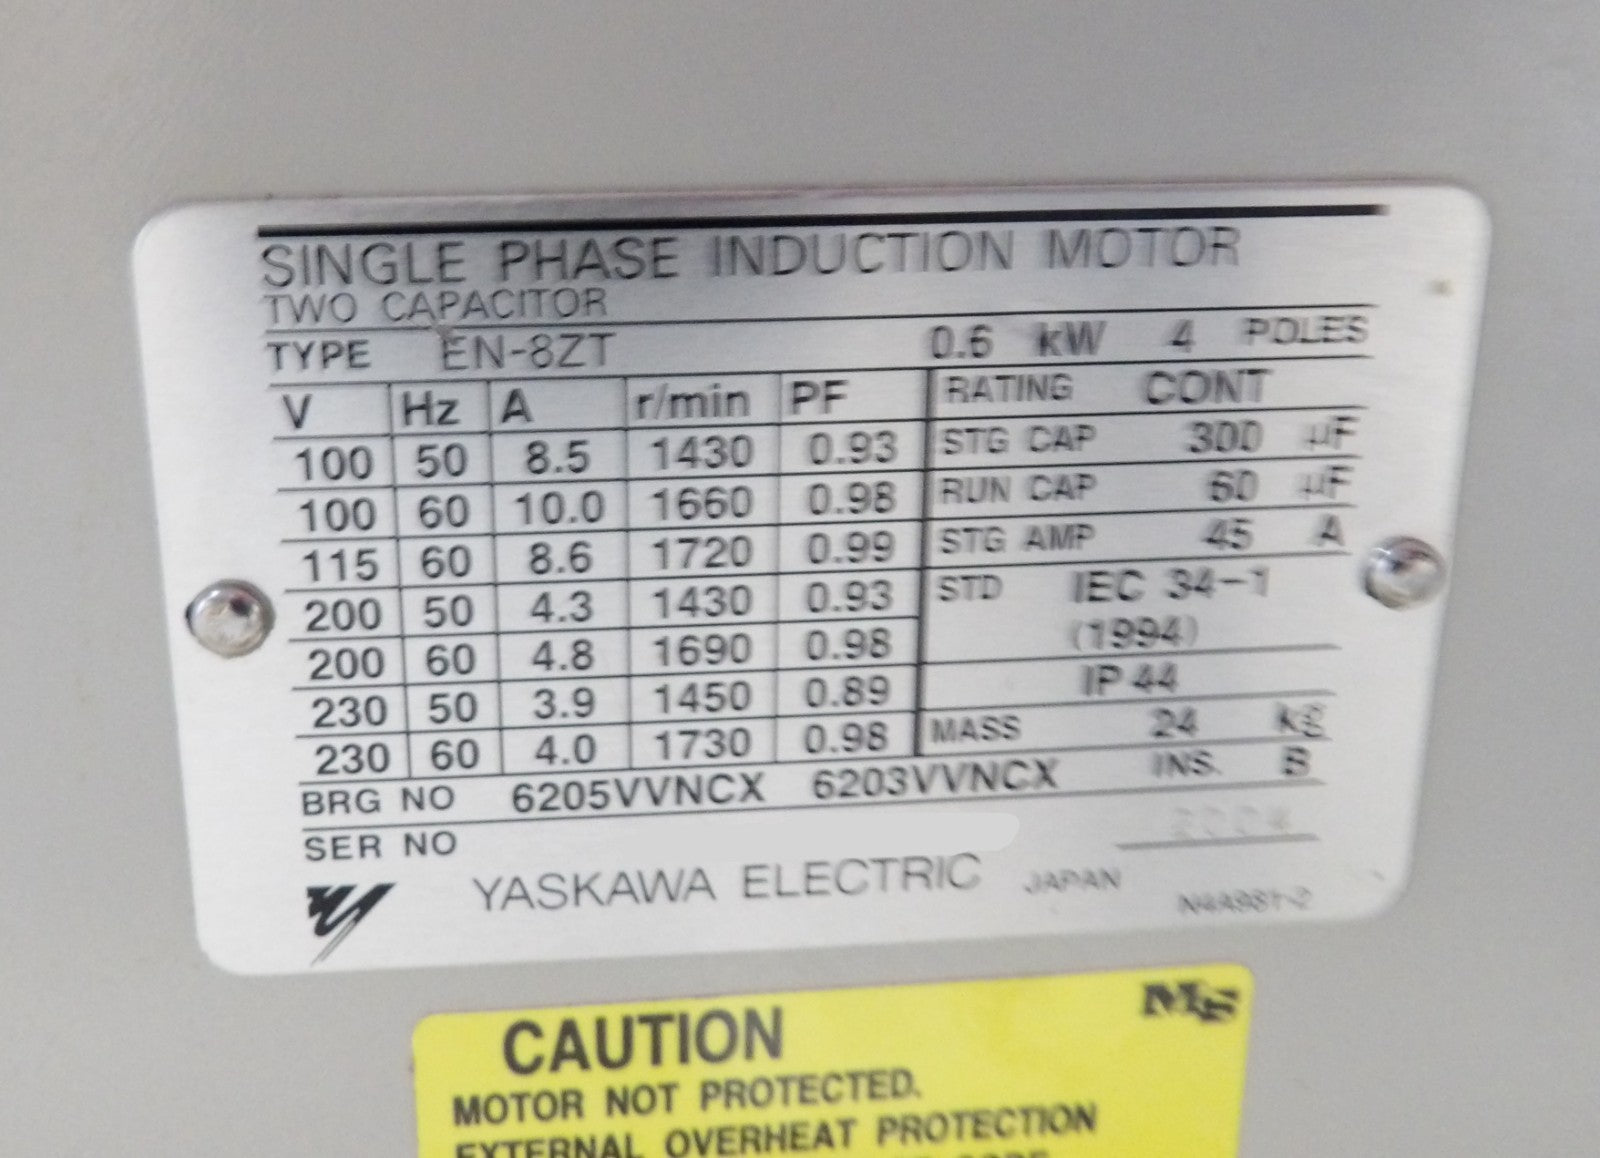 SINGLE PHASE INDUCTION MOTOR
TWO CAPACITOR
TYPE EN-8ZT 0.6 kW 4 POLES
V Hz A r/min PF
100 50 8.5 1430 0.93
100 60 10.0 1660 0.98
115 60 8.6 1720 0.99
200 50 4.3 1430 0.93
200 60 4.8 1690 0.98
230 50 3.9 1450 0.89
230 60 4.0 1730 0.98
RATING CONT
STG CAP 300 μF
RUN CAP 60 μF
STG AMP 45 A
STD IEC 34-1
(1994)
IP 44
MASS 24 kg
BRG NO 6205VVNCX 6203VVNCX INS. B
SER NO 2004
YASKAWA ELECTRIC JAPAN N4A981-2
MS
CAUTION
MOTOR NOT PROTECTED.
EXTERNAL OVERHEAT PROTECTION
CODE